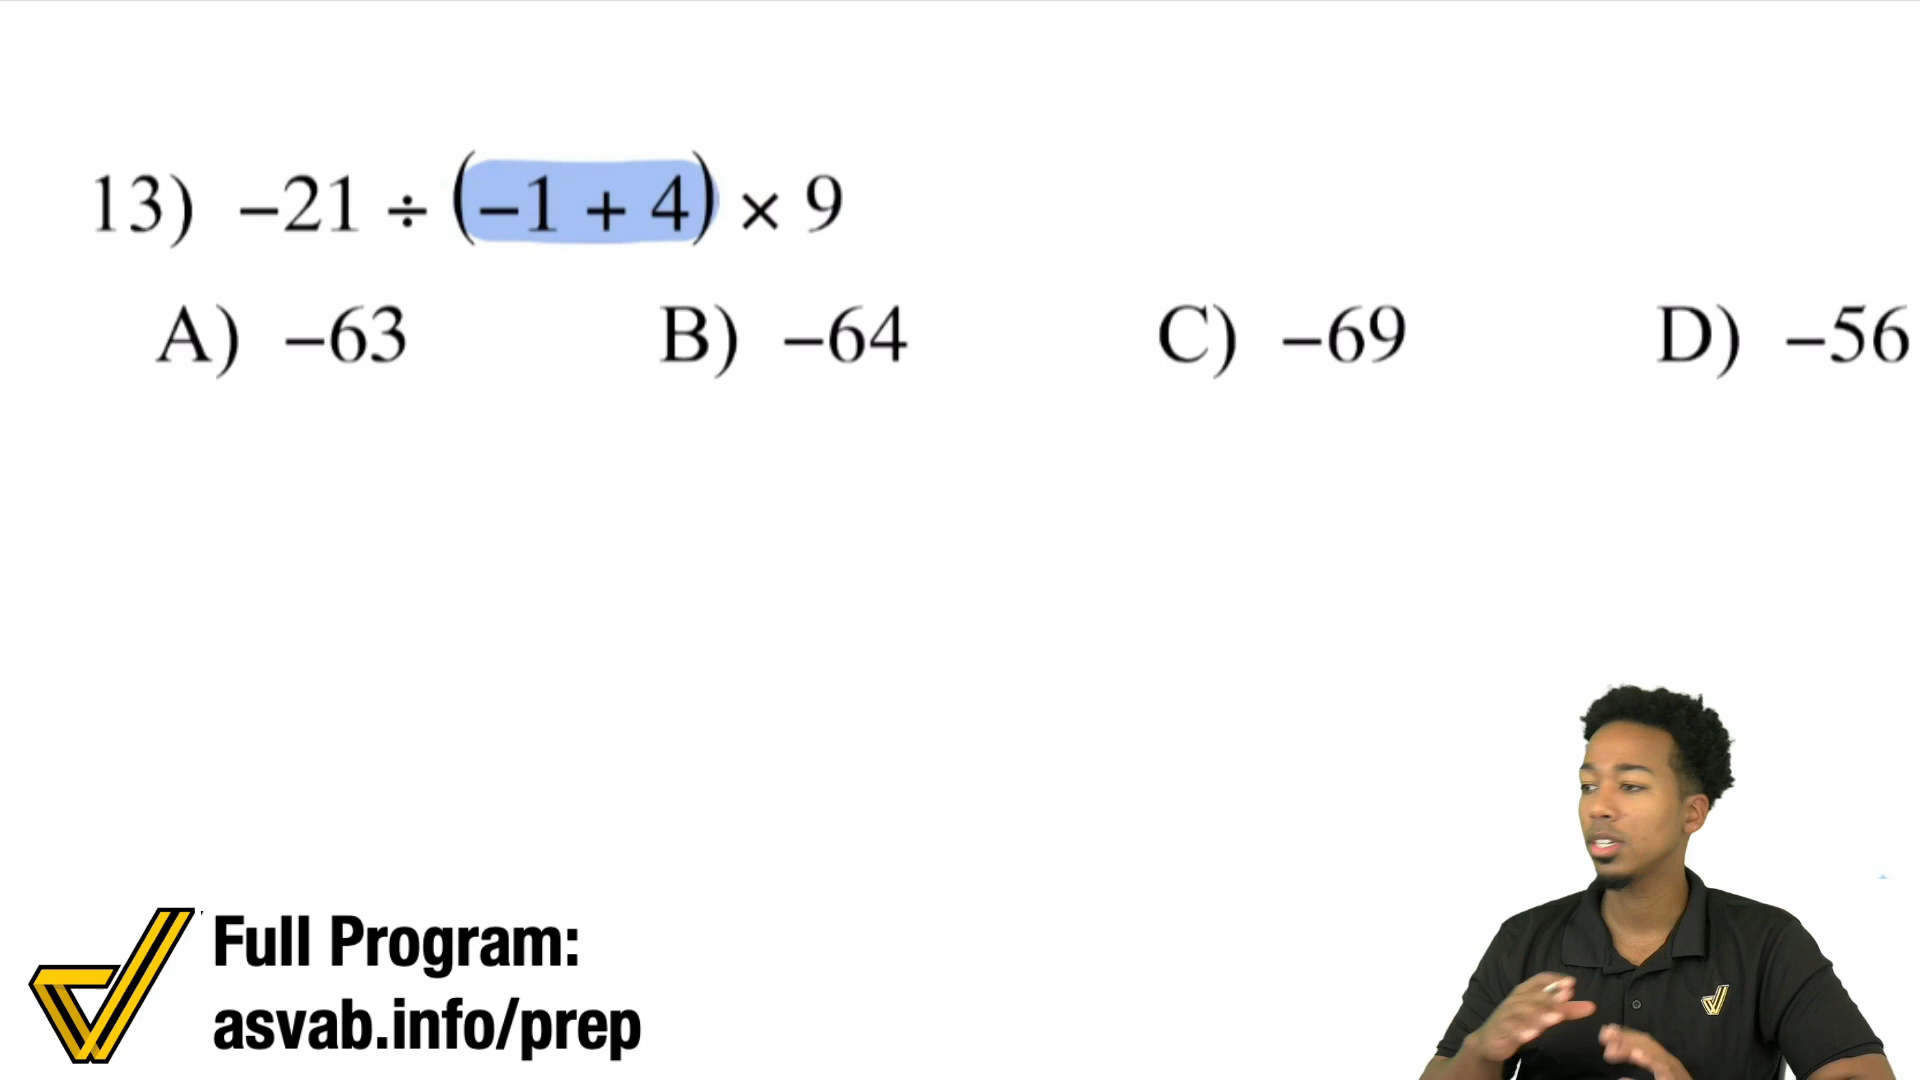 13) −21 ÷ (−1 + 4) × 9
A) −63 B) −64 C) −69 D) −56
Full Program:
asvab.info/prep